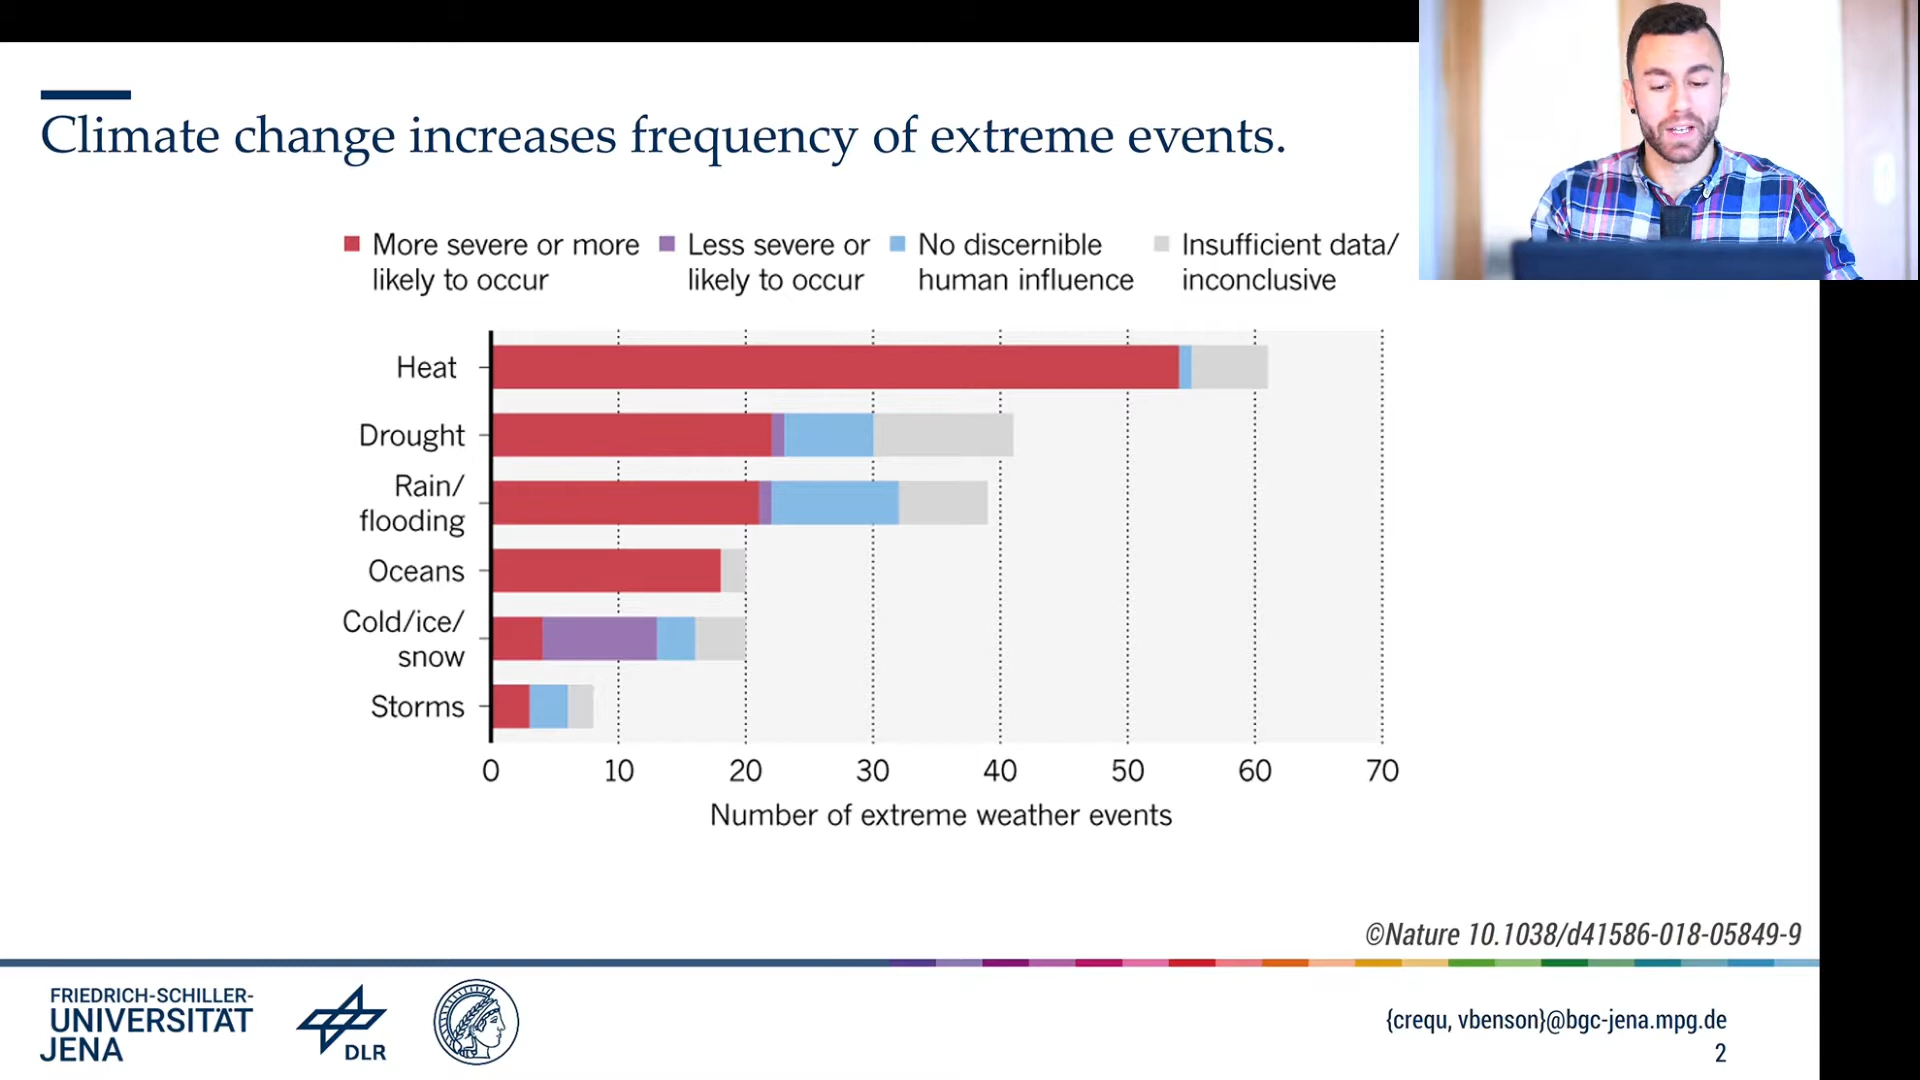 Climate change increases frequency of extreme events.
More severe or more
likely to occur
Less severe or
likely to occur
No discernible
human influence
Insufficient data/
inconclusive
Heat
Drought
Rain/
flooding
Oceans
Cold/ice/
snow
Storms
0 10 20 30 40 50 60 70
Number of extreme weather events
©Nature 10.1038/d41586-018-05849-9
FRIEDRICH-SCHILLER-
UNIVERSITÄT
JENA
DLR
{crequ, vbenson}@bgc-jena.mpg.de
2